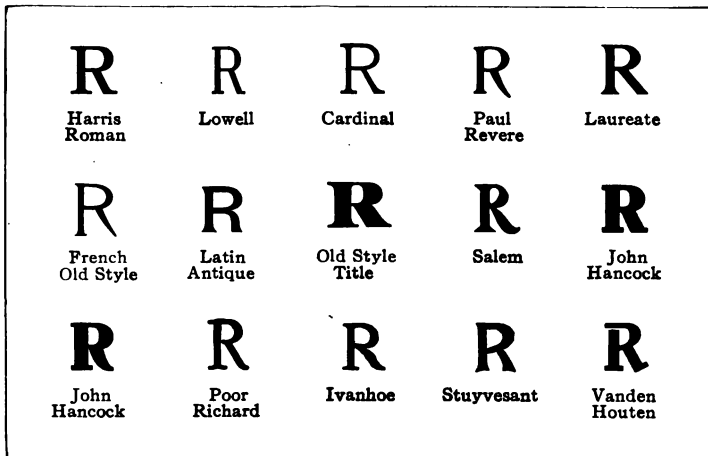 R R R R R
Harris Roman Lowell Cardinal Paul Revere Laureate
R R R R R
French Old Style Latin Antique Old Style Title Salem John Hancock
R R R R R
John Hancock Poor Richard Ivanhoe Stuyvesant Vanden Houten